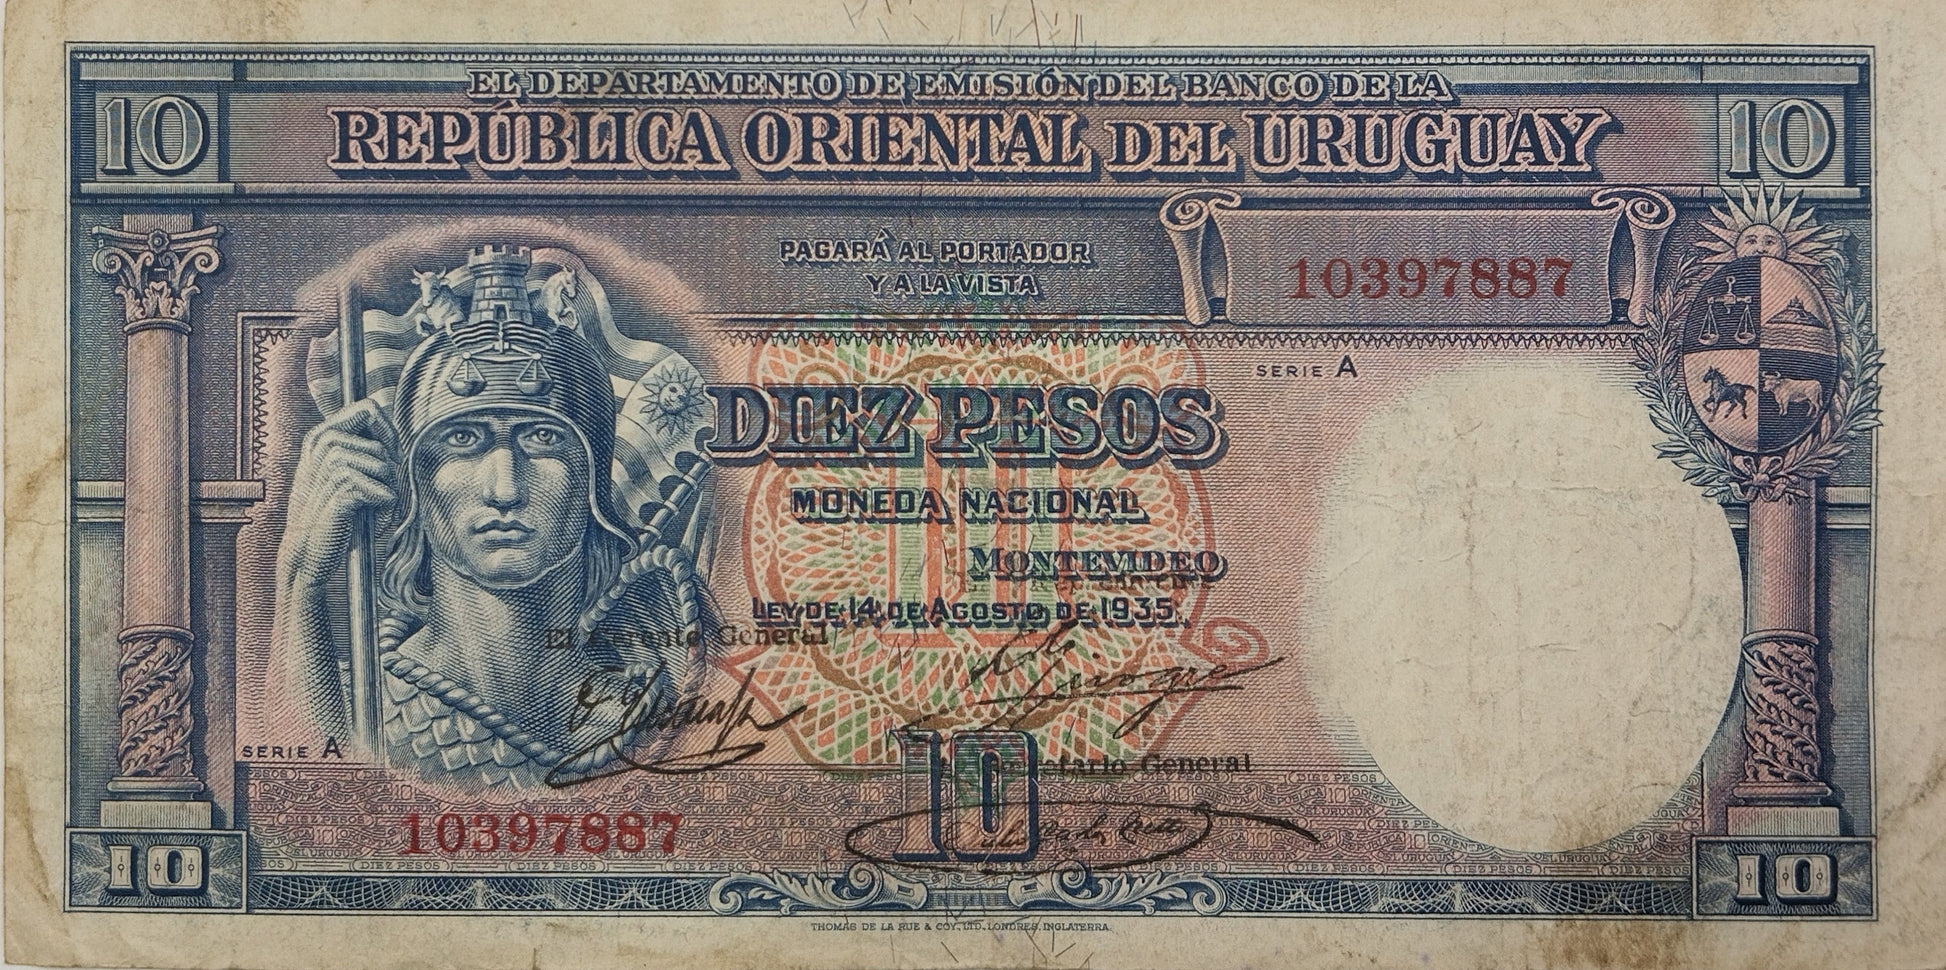 EL DEPARTAMENTO DE EMISIÓN DEL BANCO DE LA
10 REPÚBLICA ORIENTAL DEL URUGUAY 10
PAGARÁ AL PORTADOR
Y A LA VISTA
10397887
SERIE A
DIEZ PESOS
MONEDA NACIONAL
MONTEVIDEO
LEY DE 14 DE AGOSTO DE 1935.
El Gerente General
SERIE A
Secretario General
10397887
10
10 10
THOMAS DE LA RUE & COY. LTD. LONDRES. INGLATERRA.